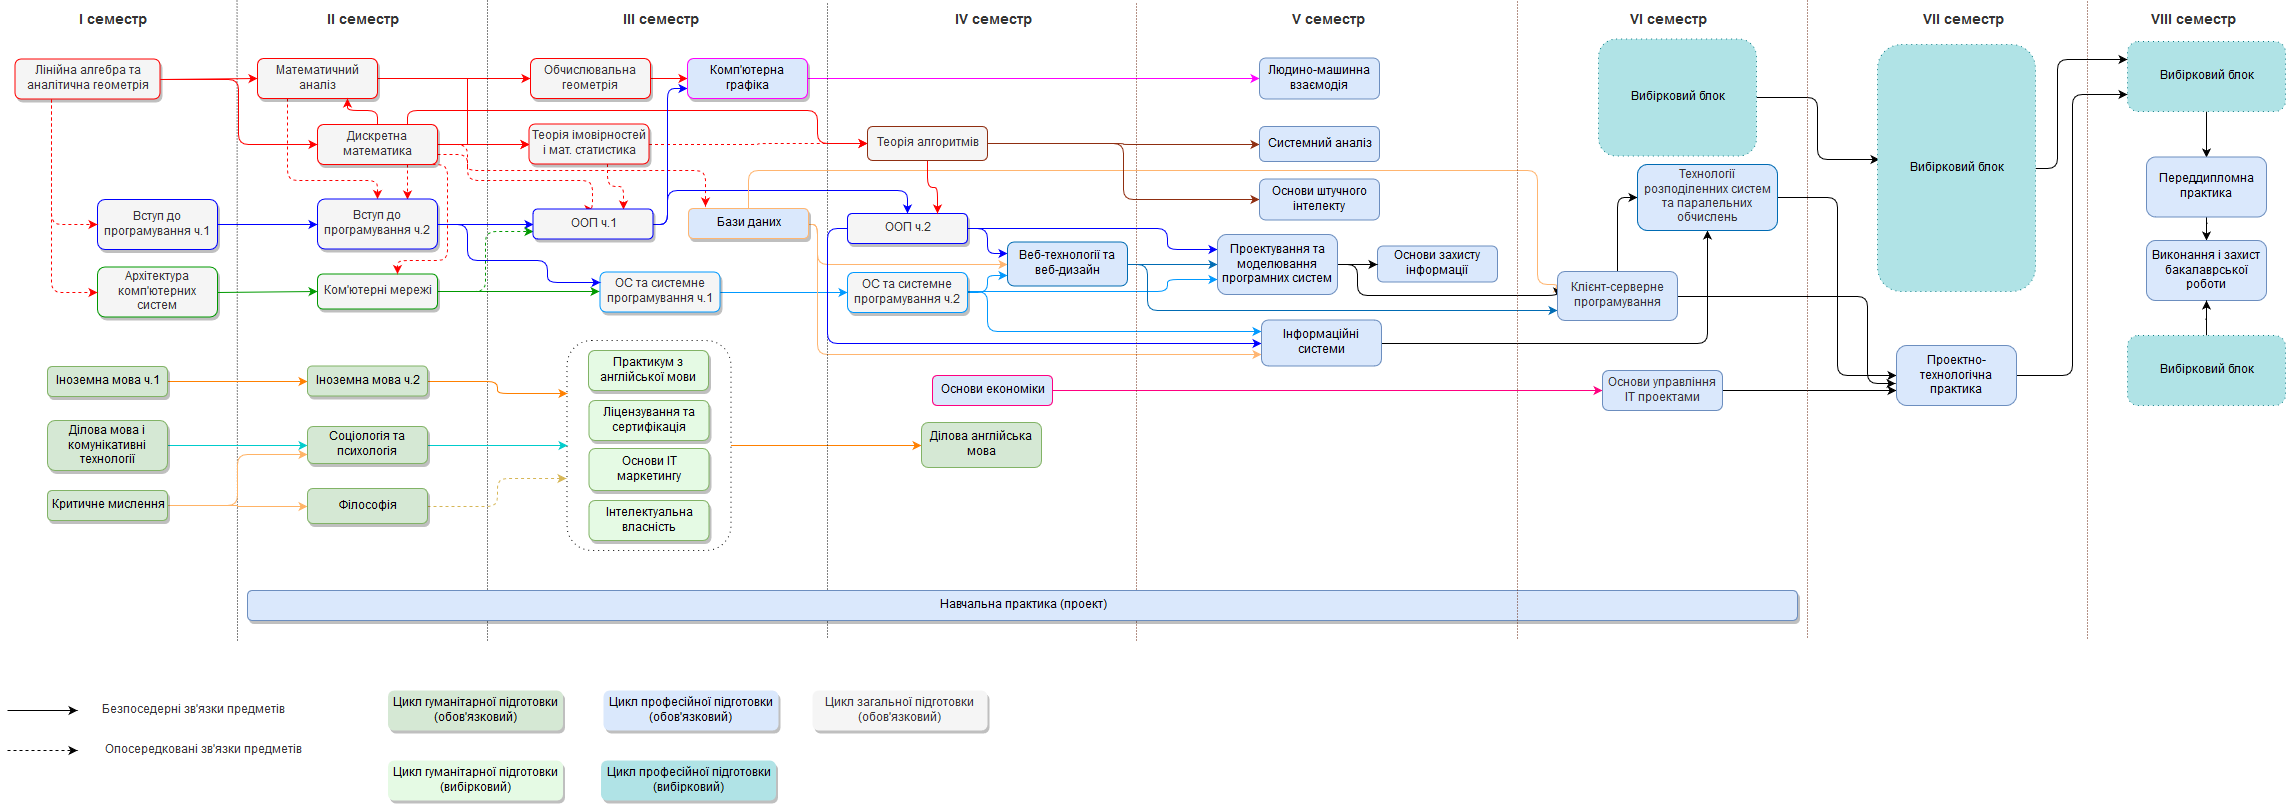 I семестр
II семестр
III семестр
IV семестр
V семестр
VI семестр
VII семестр
VIII семестр
Лінійна алгебра та
аналітична геометрія
Вступ до
програмування ч.1
Архітектура
комп'ютерних
систем
Іноземна мова ч.1
Ділова мова і
комунікативні
технології
Критичне мислення
Математичний
аналіз
Дискретна
математика
Вступ до
програмування ч.2
Ком'ютерні мережі
Іноземна мова ч.2
Соціологія та
психологія
Філософія
Обчислювальна
геометрія
Комп'ютерна
графіка
Теорія імовірностей
і мат. статистика
ООП ч.1
Бази даних
ОС та системне
програмування ч.1
Практикум з
англійської мови
Ліцензування та
сертифікація
Основи ІТ
маркетингу
Інтелектуальна
власність
Теорія алгоритмів
ООП ч.2
Веб-технології та
веб-дизайн
ОС та системне
програмування ч.2
Основи економіки
Ділова англійська
мова
Людино-машинна
взаємодія
Системний аналіз
Основи штучного
інтелекту
Проектування та
моделювання
програмних систем
Основи захисту
інформації
Інформаційні
системи
Вибірковий блок
Технології
розподіленних систем
та паралельних
обчислень
Клієнт-серверне
програмування
Основи управління
ІТ проектами
Вибірковий блок
Проектно-
технологічна
практика
Вибірковий блок
Переддипломна
практика
Виконання і захист
бакалаврської
роботи
Вибірковий блок
Навчальна практика (проект)
Безпоседерні зв'язки предметів
Опосередковані зв'язки предметів
Цикл гуманітарної підготовки
(обов'язковий)
Цикл професійної підготовки
(обов'язковий)
Цикл загальної підготовки
(обов'язковий)
Цикл гуманітарної підготовки
(вибірковий)
Цикл професійної підготовки
(вибірковий)